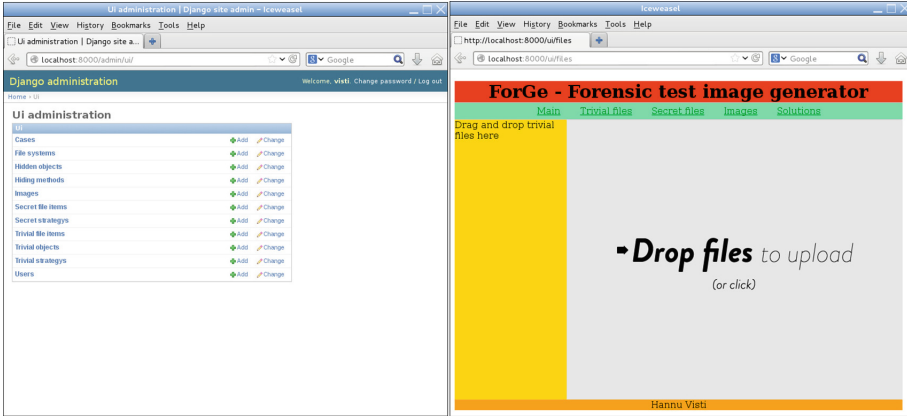 Ui administration | Django site admin - Iceweasel
File Edit View History Bookmarks Tools Help
Ui administration | Django site a...
localhost:8000/admin/ui/
Google
Django administration
Welcome, visti. Change password / Log out
Home › Ui
Ui administration
Ui
Cases Add Change
File systems Add Change
Hidden objects Add Change
Hiding methods Add Change
Images Add Change
Secret file items Add Change
Secret strategys Add Change
Trivial file items Add Change
Trivial objects Add Change
Trivial strategys Add Change
Users Add Change
Iceweasel
File Edit View History Bookmarks Tools Help
http://localhost:8000/ui/files
localhost:8000/ui/files
Google
ForGe - Forensic test image generator
Main Trivial files Secret files Images Solutions
Drag and drop trivial
files here
Drop files to upload
(or click)
Hannu Visti